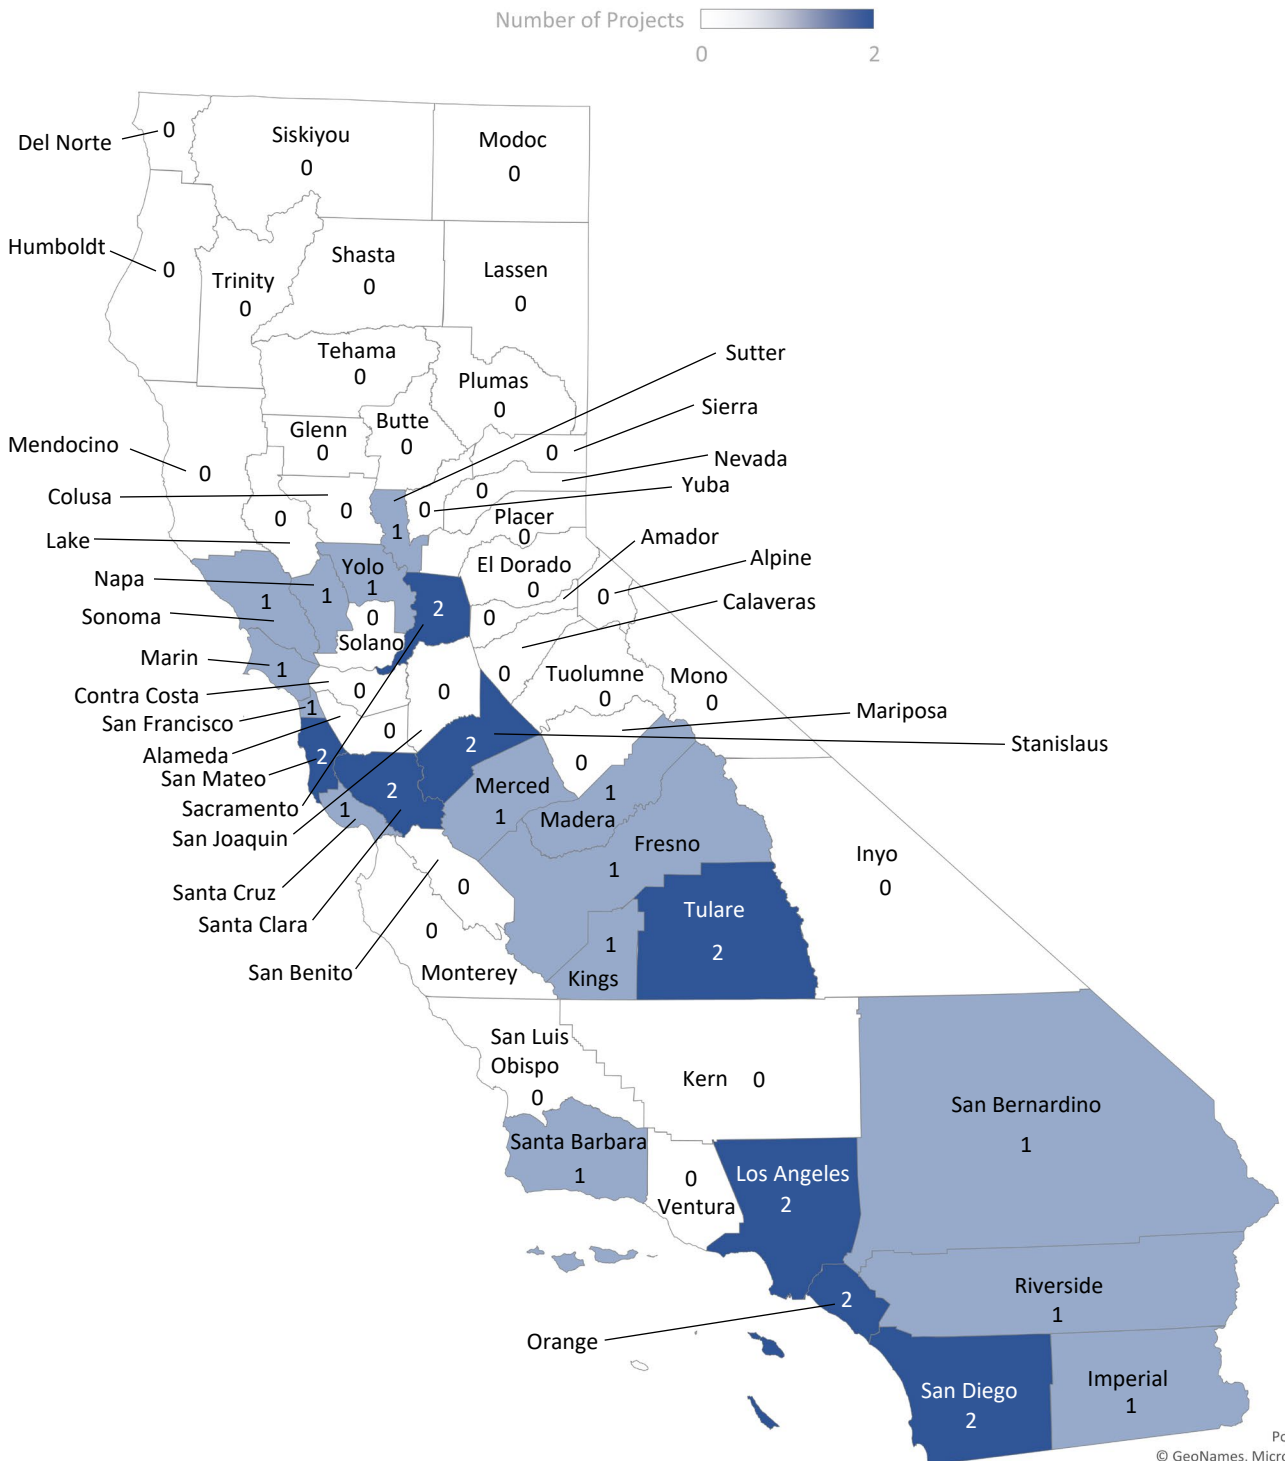 Number of Projects
0 2
Del Norte
0
Siskiyou
0
Modoc
0
Humboldt
0
Trinity
0
Shasta
0
Lassen
0
Tehama
0
Plumas
0
Sutter
1
Sierra
0
Glenn
0
Butte
0
Mendocino
0
Nevada
0
Yuba
0
Colusa
0
Lake
0
Placer
0
Amador
0
El Dorado
0
Alpine
0
Napa
1
Yolo
1
Calaveras
0
Sonoma
1
Solano
0
Marin
1
Contra Costa
0
Tuolumne
0
Mono
0
San Francisco
1
Mariposa
0
Alameda
0
Stanislaus
2
San Mateo
2
Sacramento
2
San Joaquin
0
Merced
1
Madera
1
Fresno
1
Inyo
0
Santa Cruz
1
Santa Clara
2
San Benito
0
Tulare
2
Monterey
0
Kings
1
San Luis
Obispo
0
Kern 0
San Bernardino
1
Santa Barbara
1
Ventura
0
Los Angeles
2
Riverside
1
Orange
2
San Diego
2
Imperial
1
Po
© GeoNames, Micro